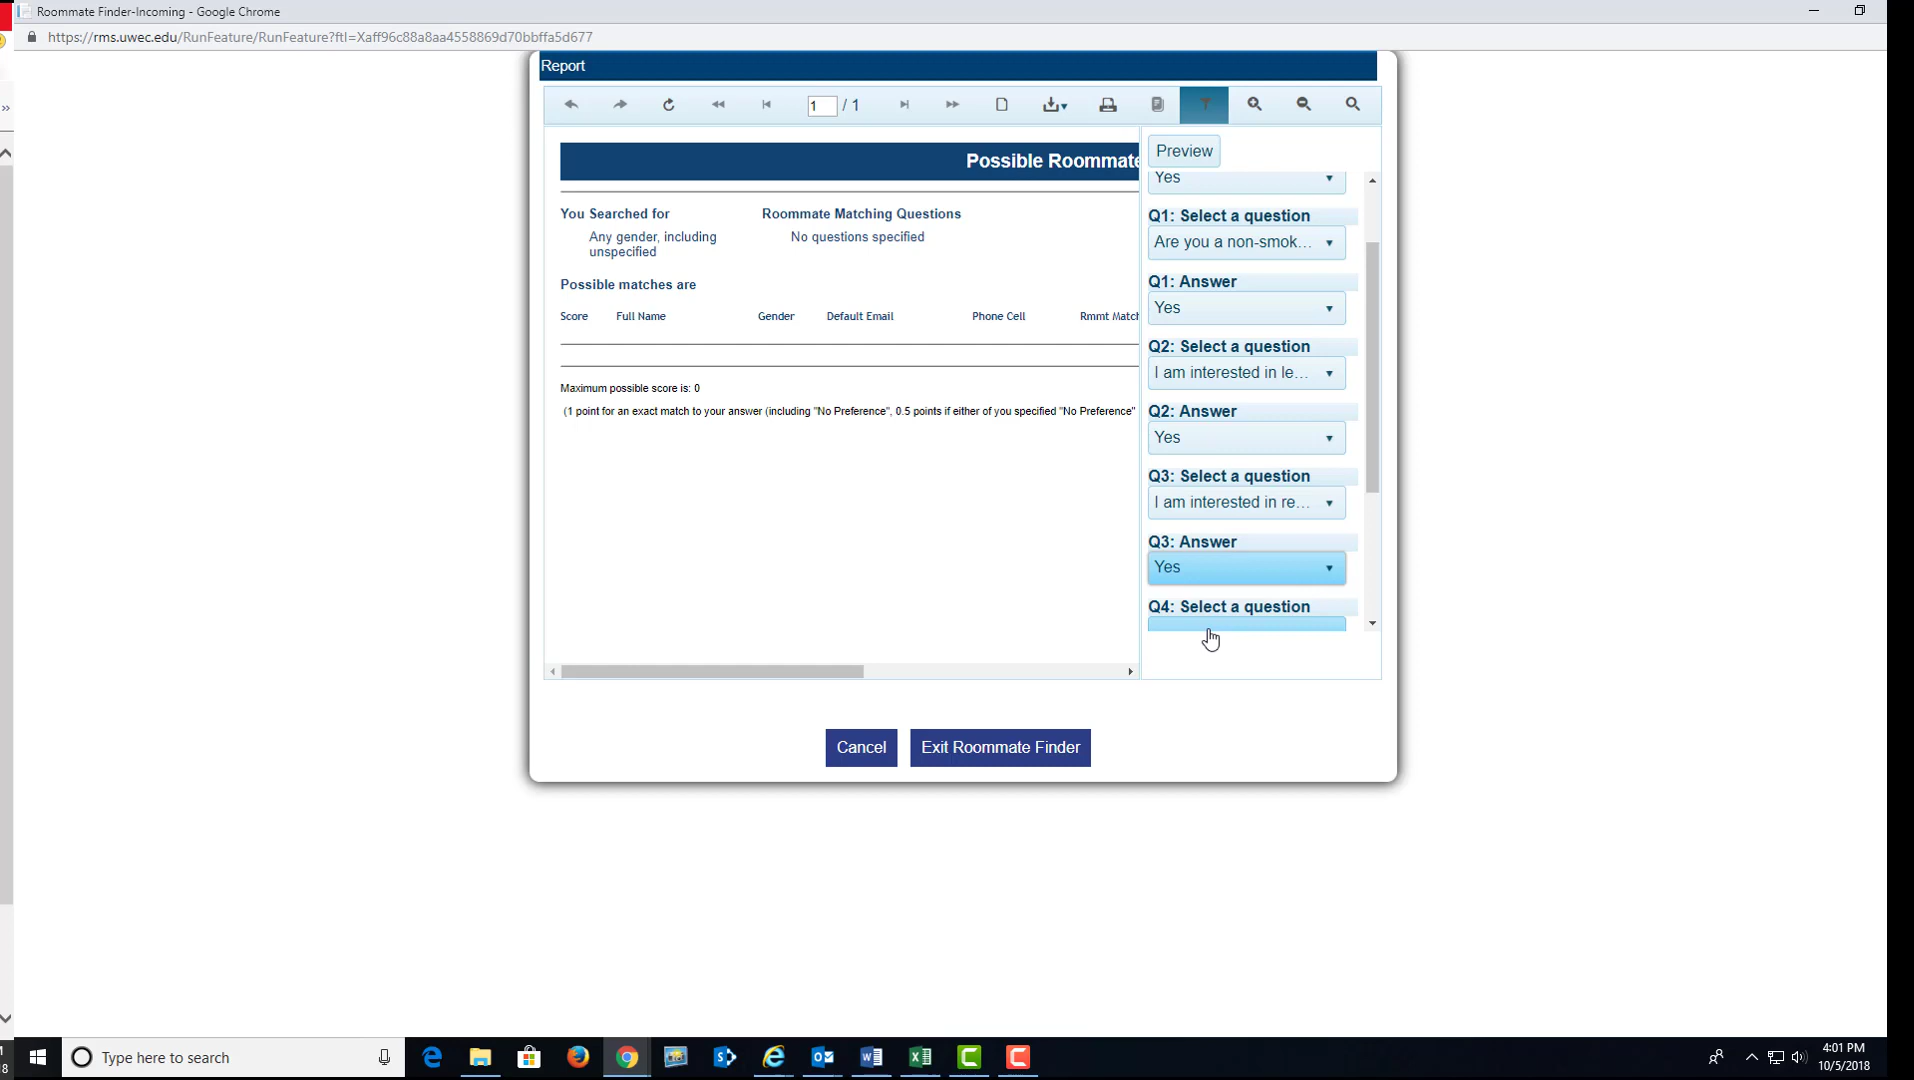 Roommate Finder-Incoming - Google Chrome
https://rms.uwec.edu/RunFeature/RunFeature?ftl=Xaff96c88a8aa4558869d70bbffa5d677
Report
1 / 1
Possible Roommate
You Searched for
Any gender, including
unspecified
Roommate Matching Questions
No questions specified
Possible matches are
Score Full Name Gender Default Email Phone Cell Rmmt Match
Maximum possible score is: 0
(1 point for an exact match to your answer (including "No Preference", 0.5 points if either of you specified "No Preference"
Preview
Yes
Q1: Select a question
Are you a non-smok...
Q1: Answer
Yes
Q2: Select a question
I am interested in le...
Q2: Answer
Yes
Q3: Select a question
I am interested in re...
Q3: Answer
Yes
Q4: Select a question
Cancel
Exit Roommate Finder
Type here to search
4:01 PM
10/5/2018